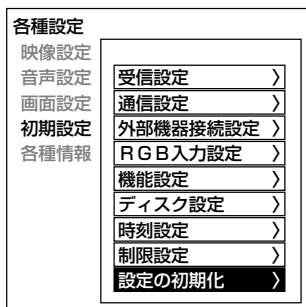 各種設定
映像設定
音声設定
画面設定
初期設定
各種情報
受信設定 〉
通信設定 〉
外部機器接続設定 〉
ＲＧＢ入力設定 〉
機能設定 〉
ディスク設定 〉
時刻設定 〉
制限設定 〉
設定の初期化 〉